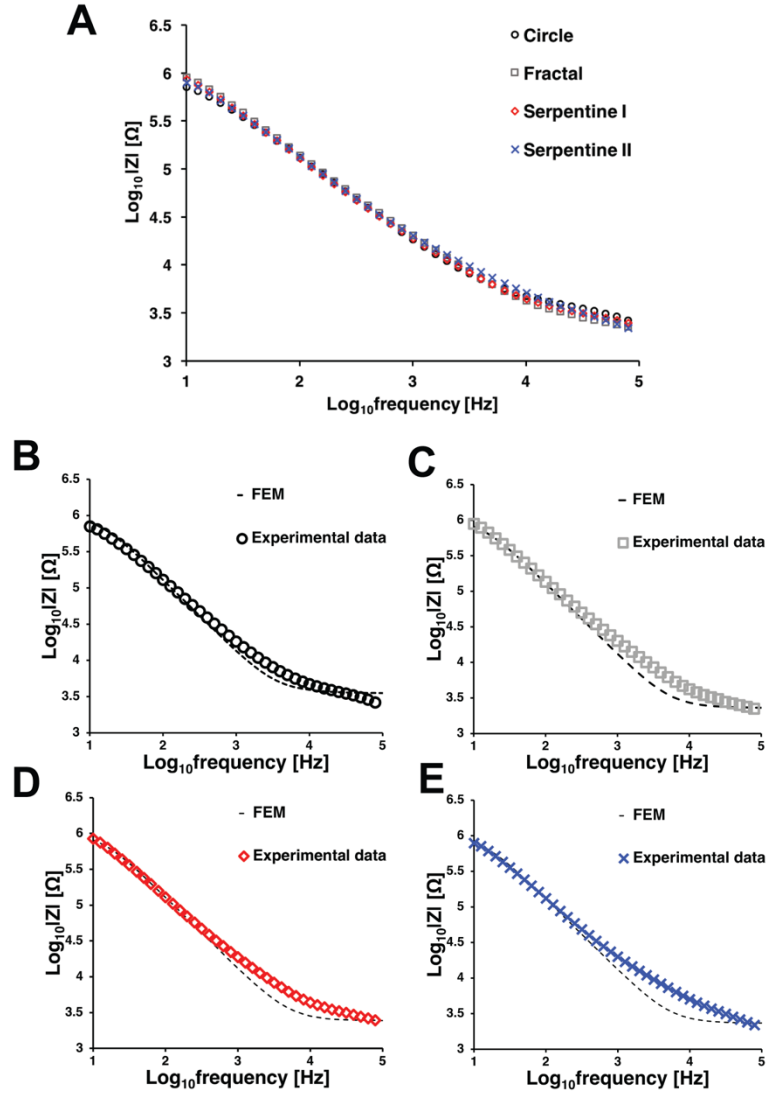 A
Log₁₀|Z| [Ω]
6.5
6
5.5
5
4.5
4
3.5
3
1
2
3
4
5
Log₁₀frequency [Hz]
Circle
Fractal
Serpentine I
Serpentine II
B
Log₁₀|Z| [Ω]
6.5
6
5.5
5
4.5
4
3.5
3
1
2
3
4
5
Log₁₀frequency [Hz]
FEM
Experimental data
C
Log₁₀|Z| [Ω]
6.5
6
5.5
5
4.5
4
3.5
3
1
2
3
4
5
Log₁₀frequency [Hz]
FEM
Experimental data
D
Log₁₀|Z| [Ω]
6.5
6
5.5
5
4.5
4
3.5
3
1
2
3
4
5
Log₁₀frequency [Hz]
FEM
Experimental data
E
Log₁₀|Z| [Ω]
6.5
6
5.5
5
4.5
4
3.5
3
1
2
3
4
5
Log₁₀frequency [Hz]
FEM
Experimental data